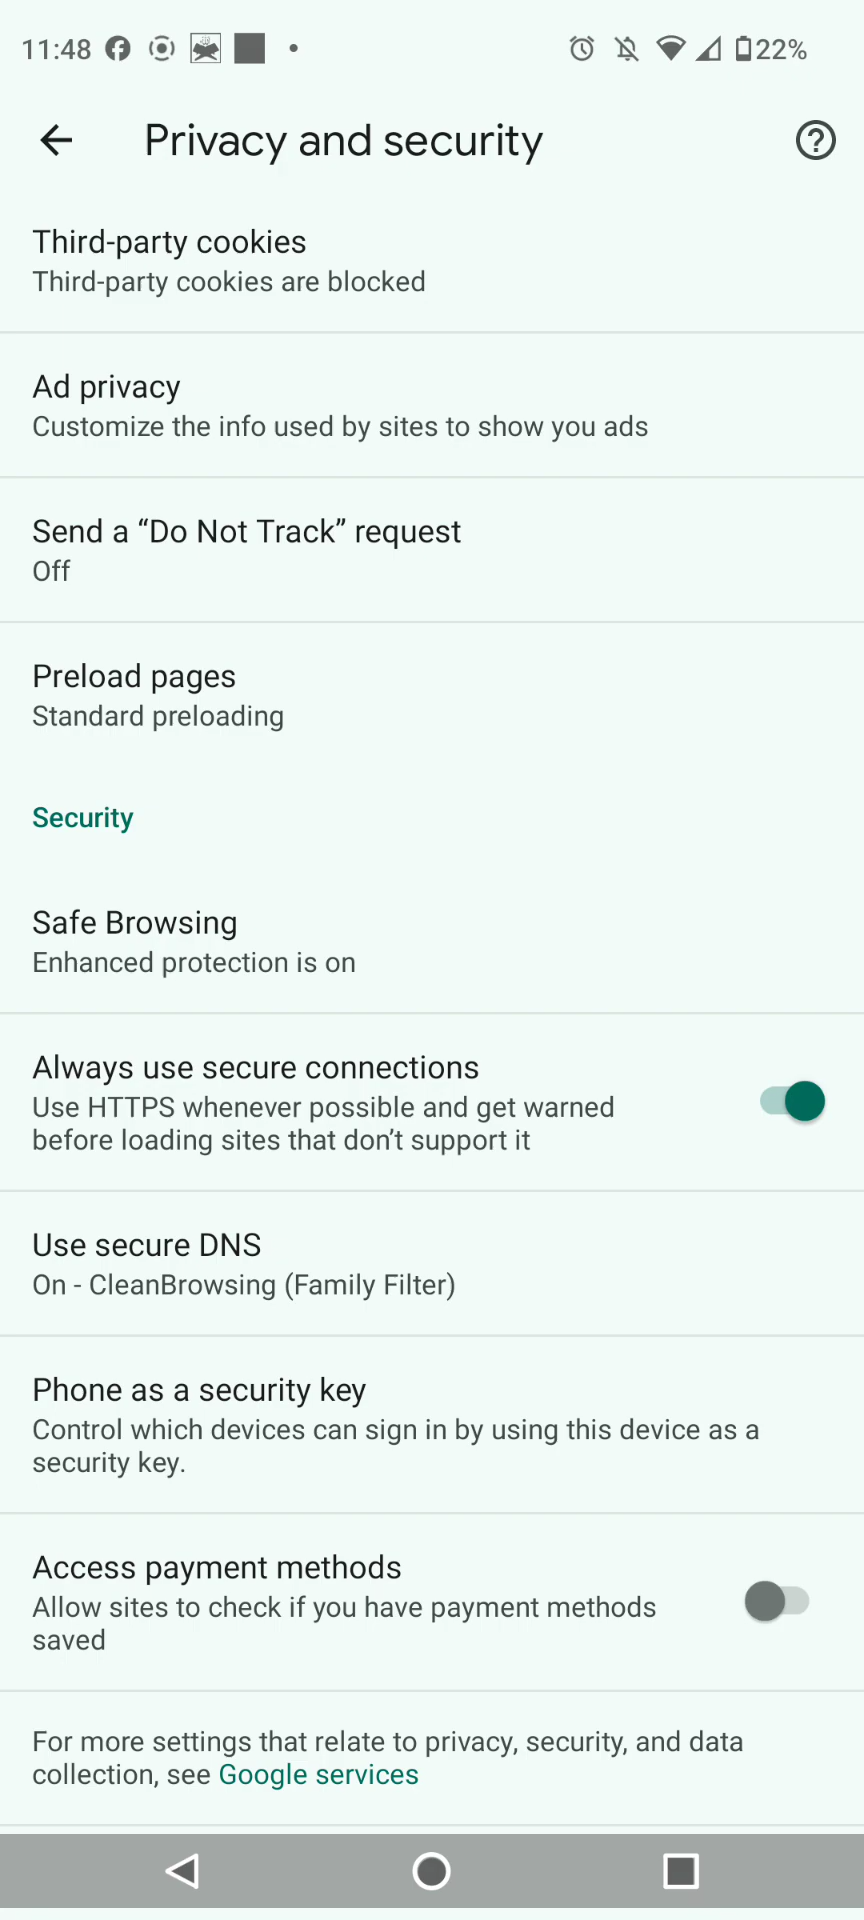 11:48 22%
Privacy and security
Third-party cookies
Third-party cookies are blocked
Ad privacy
Customize the info used by sites to show you ads
Send a “Do Not Track” request
Off
Preload pages
Standard preloading
Security
Safe Browsing
Enhanced protection is on
Always use secure connections
Use HTTPS whenever possible and get warned
before loading sites that don’t support it
Use secure DNS
On - CleanBrowsing (Family Filter)
Phone as a security key
Control which devices can sign in by using this device as a
security key.
Access payment methods
Allow sites to check if you have payment methods
saved
For more settings that relate to privacy, security, and data
collection, see Google services